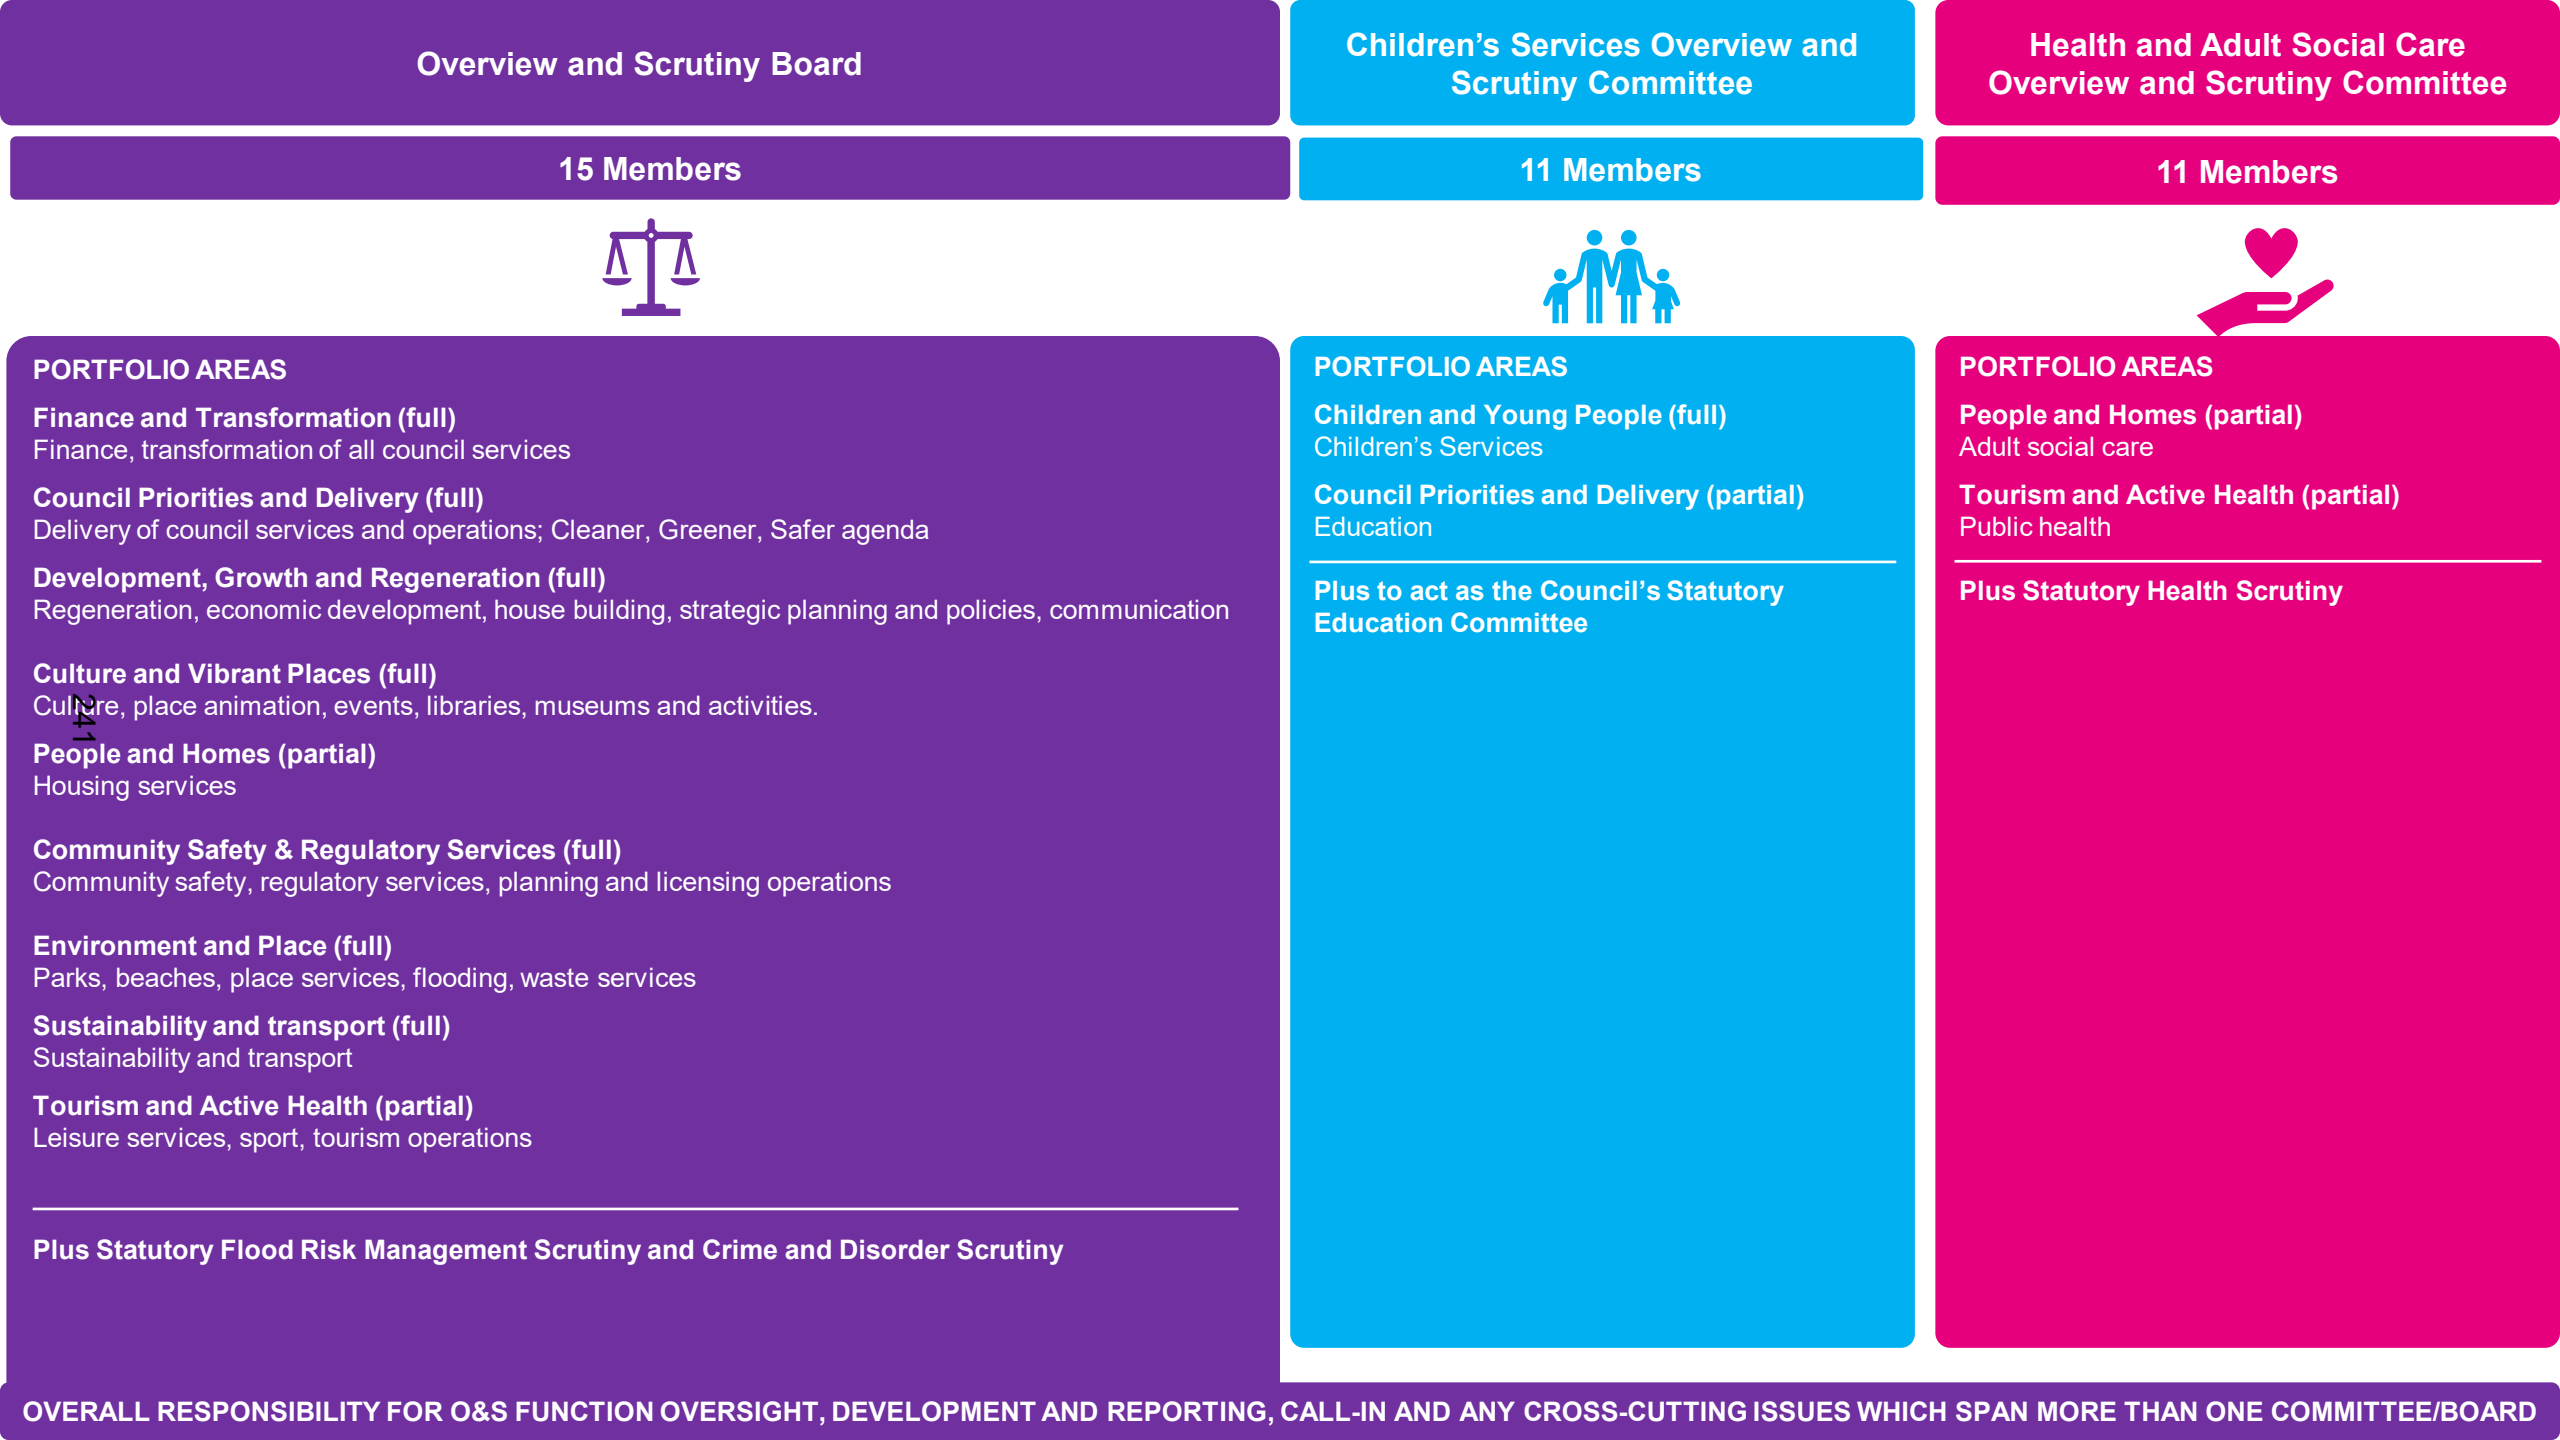 Overview and Scrutiny Board
15 Members
PORTFOLIO AREAS
Finance and Transformation (full)
Finance, transformation of all council services
Council Priorities and Delivery (full)
Delivery of council services and operations; Cleaner, Greener, Safer agenda
Development, Growth and Regeneration (full)
Regeneration, economic development, house building, strategic planning and policies, communication
Culture and Vibrant Places (full)
Culture, place animation, events, libraries, museums and activities.
241
People and Homes (partial)
Housing services
Community Safety & Regulatory Services (full)
Community safety, regulatory services, planning and licensing operations
Environment and Place (full)
Parks, beaches, place services, flooding, waste services
Sustainability and transport (full)
Sustainability and transport
Tourism and Active Health (partial)
Leisure services, sport, tourism operations
Plus Statutory Flood Risk Management Scrutiny and Crime and Disorder Scrutiny
Children’s Services Overview and
Scrutiny Committee
11 Members
PORTFOLIO AREAS
Children and Young People (full)
Children’s Services
Council Priorities and Delivery (partial)
Education
Plus to act as the Council’s Statutory
Education Committee
Health and Adult Social Care
Overview and Scrutiny Committee
11 Members
PORTFOLIO AREAS
People and Homes (partial)
Adult social care
Tourism and Active Health (partial)
Public health
Plus Statutory Health Scrutiny
OVERALL RESPONSIBILITY FOR O&S FUNCTION OVERSIGHT, DEVELOPMENT AND REPORTING, CALL-IN AND ANY CROSS-CUTTING ISSUES WHICH SPAN MORE THAN ONE COMMITTEE/BOARD